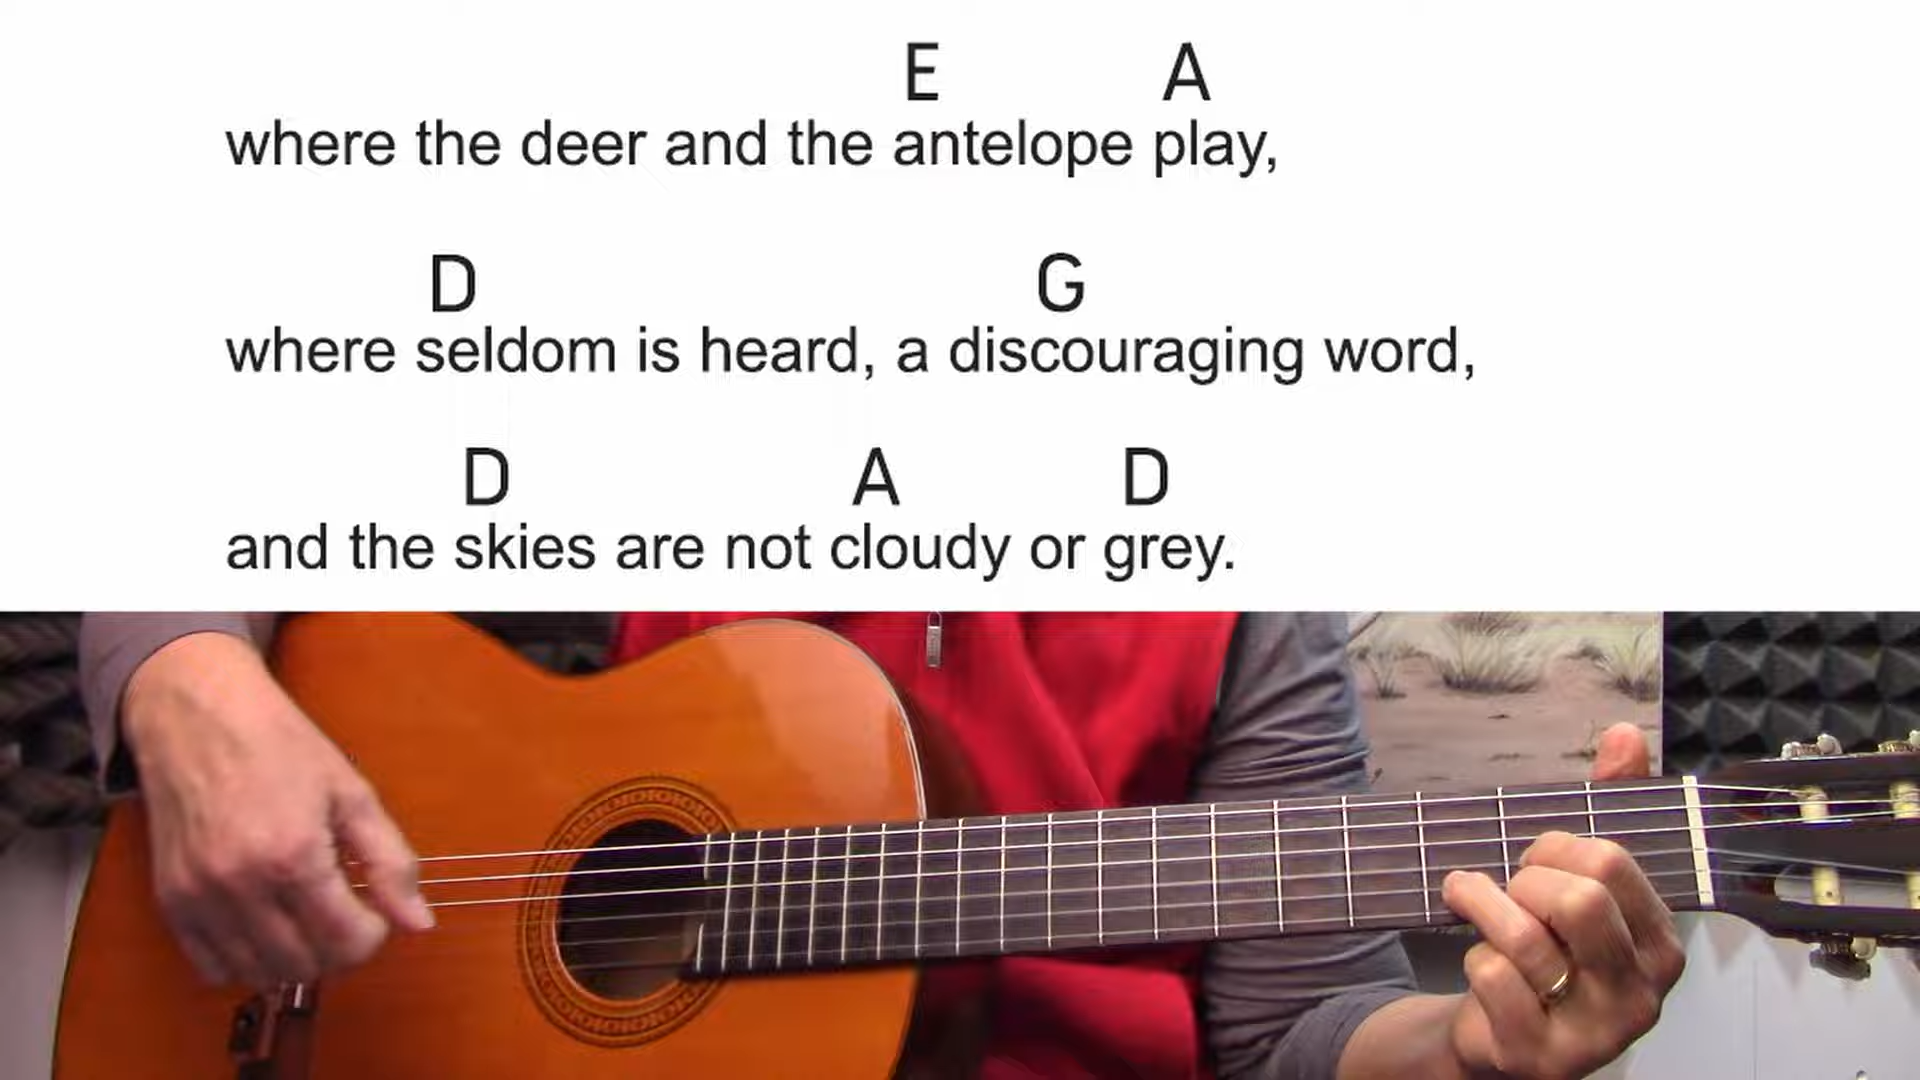 E A
where the deer and the antelope play,
D G
where seldom is heard, a discouraging word,
D A D
and the skies are not cloudy or grey.